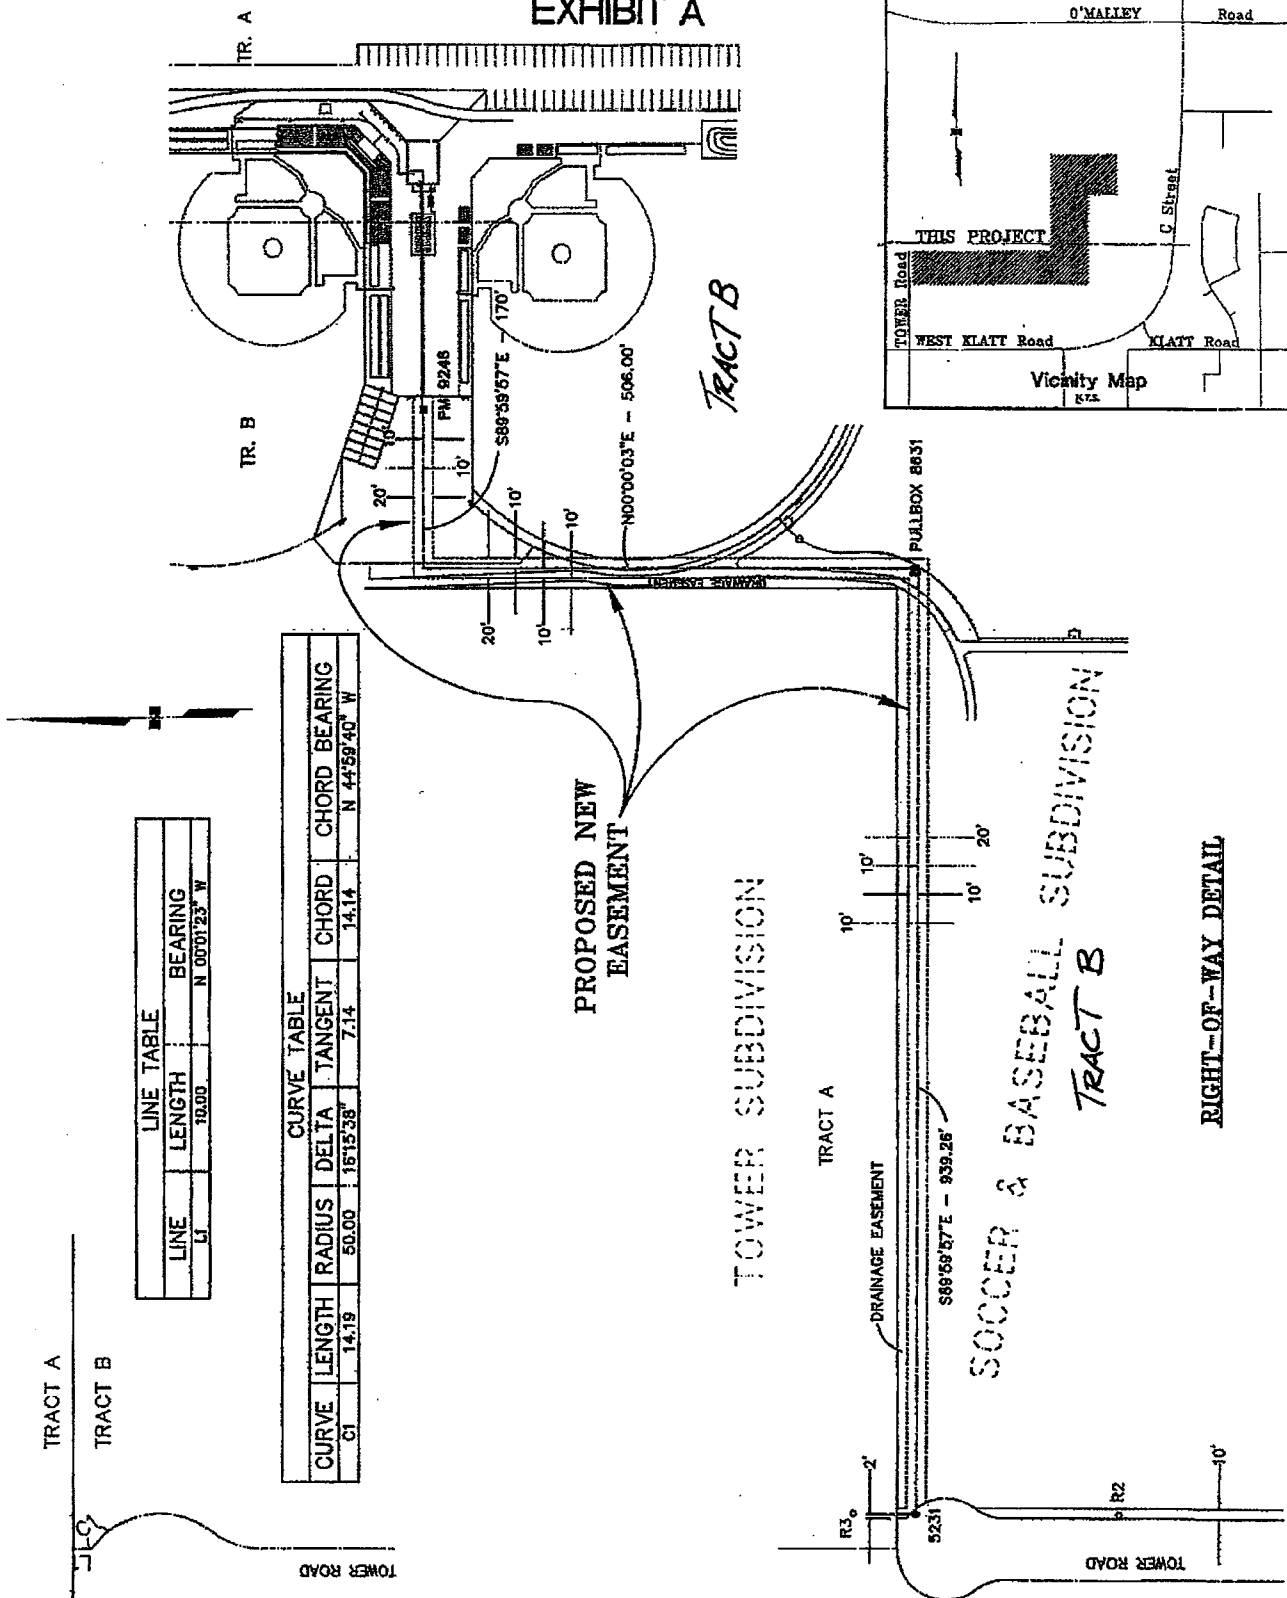 EXHIBIT A
TR. A
O'MALLEY Road
C Street
THIS PROJECT
TOWER Road
WEST KLATT Road
KLATT Road
Vicinity Map
N.T.S.
TR. B
PM 9246
S89°59'57"E - 170'
10'
10'
20'
10'
10'
20'
10'
N00°00'03"E - 506.00'
TRACT B
DRAINAGE EASEMENT
PULLBOX 8631
LINE TABLE
LINE LENGTH BEARING
L1 10.00 N 00°01'23" W
CURVE TABLE
CURVE LENGTH RADIUS DELTA TANGENT CHORD CHORD BEARING
C1 14.19 50.00 16°15'38" 7.14 14.14 N 44°59'40" W
PROPOSED NEW
EASEMENT
TOWER SUBDIVISION
TRACT A
10'
20'
10'
10'
DRAINAGE EASEMENT
S89°59'57"E - 939.26'
SOCCER & BASEBALL SUBDIVISION
TRACT B
RIGHT-OF-WAY DETAIL
TRACT A
TRACT B
TOWER ROAD
R3
2'
5231
R2
10'
TOWER ROAD